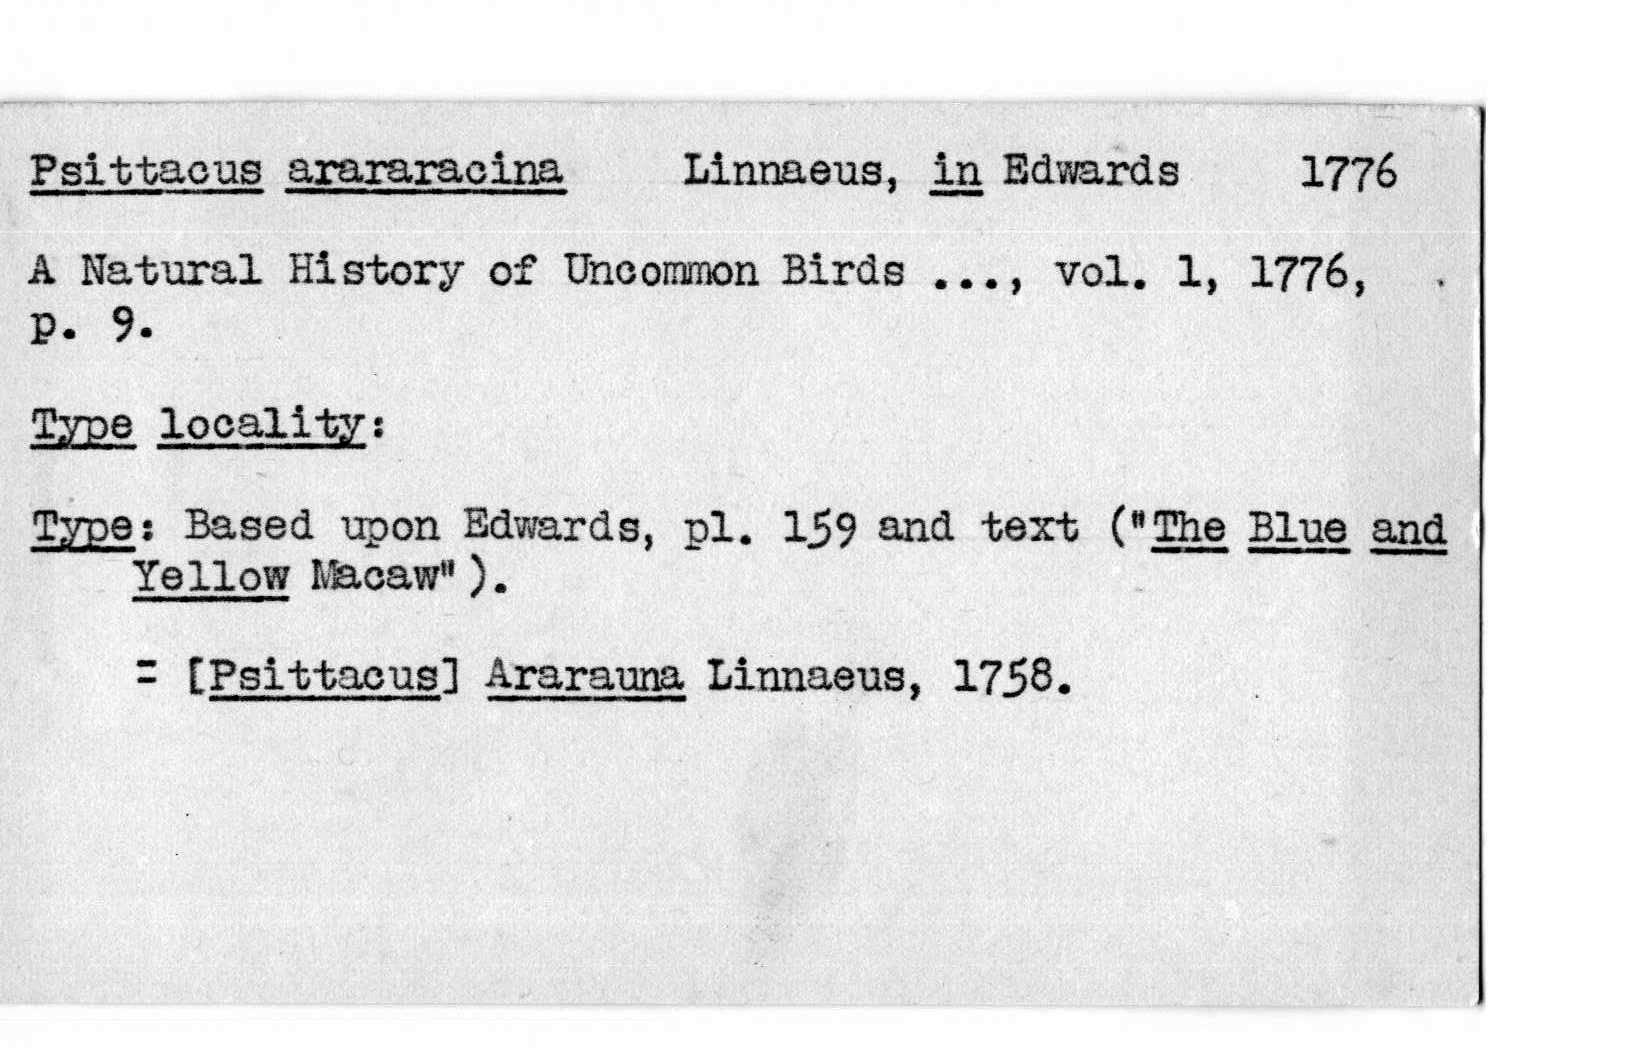 Psittacus arararacina Linnaeus, in Edwards 1776
A Natural History of Uncommon Birds ..., vol. 1, 1776,
p. 9.
Type locality:
Type: Based upon Edwards, pl. 159 and text ("The Blue and
Yellow Macaw").
= [Psittacus] Ararauna Linnaeus, 1758.